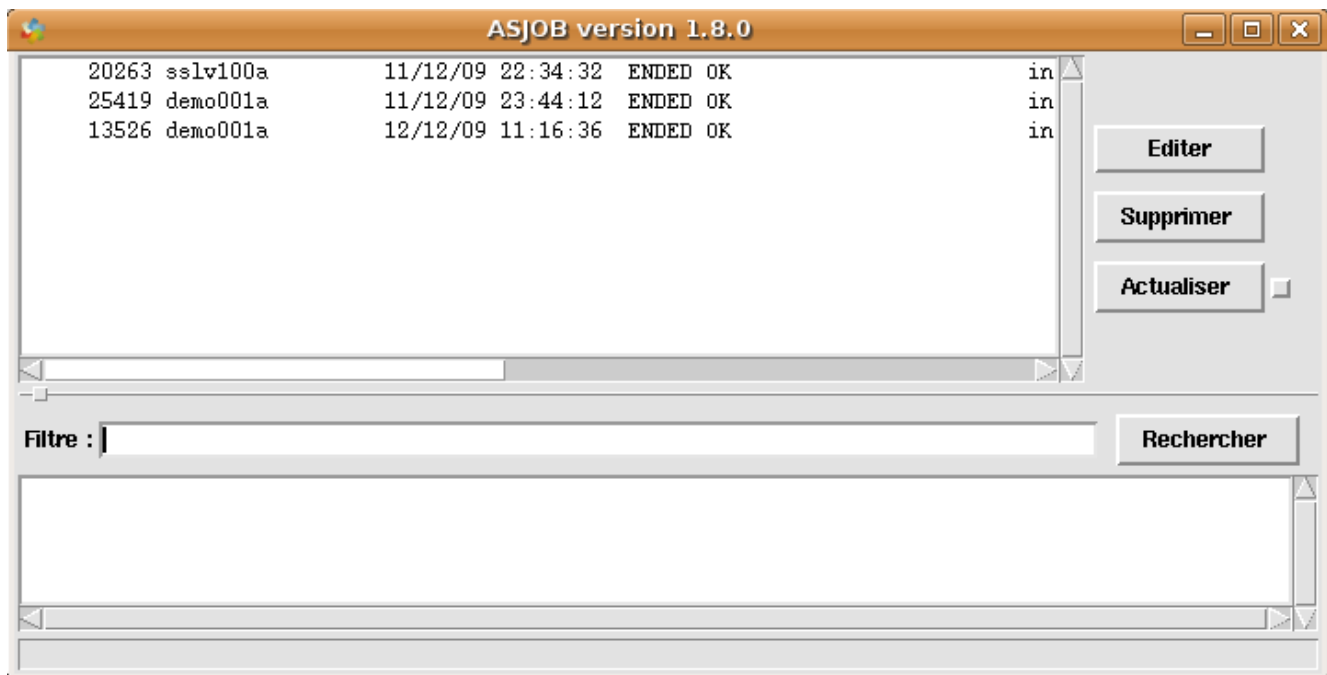 ASJOB version 1.8.0
20263 sslv100a 11/12/09 22:34:32 ENDED OK in
25419 demo001a 11/12/09 23:44:12 ENDED OK in
13526 demo001a 12/12/09 11:16:36 ENDED OK in
Editer
Supprimer
Actualiser
Filtre :
Rechercher